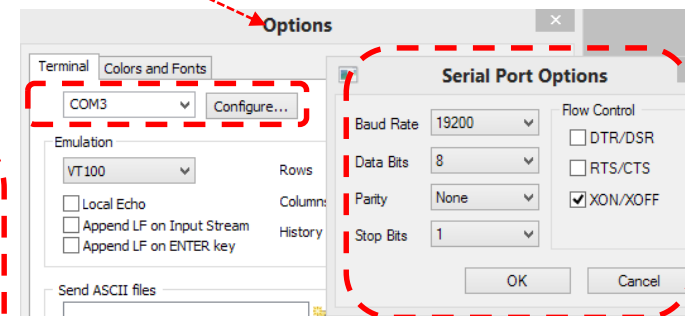 Options
Terminal Colors and Fonts
COM3 Configure...
Emulation
VT100 Rows
Local Echo Columns
Append LF on Input Stream History
Append LF on ENTER key
Send ASCII files
Serial Port Options
Baud Rate 19200
Data Bits 8
Parity None
Stop Bits 1
Flow Control
DTR/DSR
RTS/CTS
XON/XOFF
OK Cancel